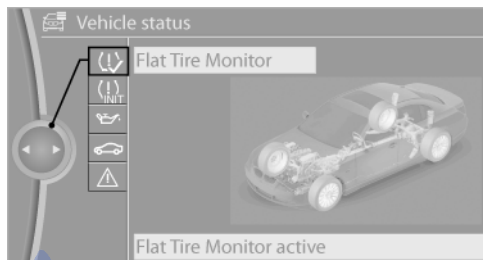 Vehicle status
Flat Tire Monitor
INIT
Flat Tire Monitor active